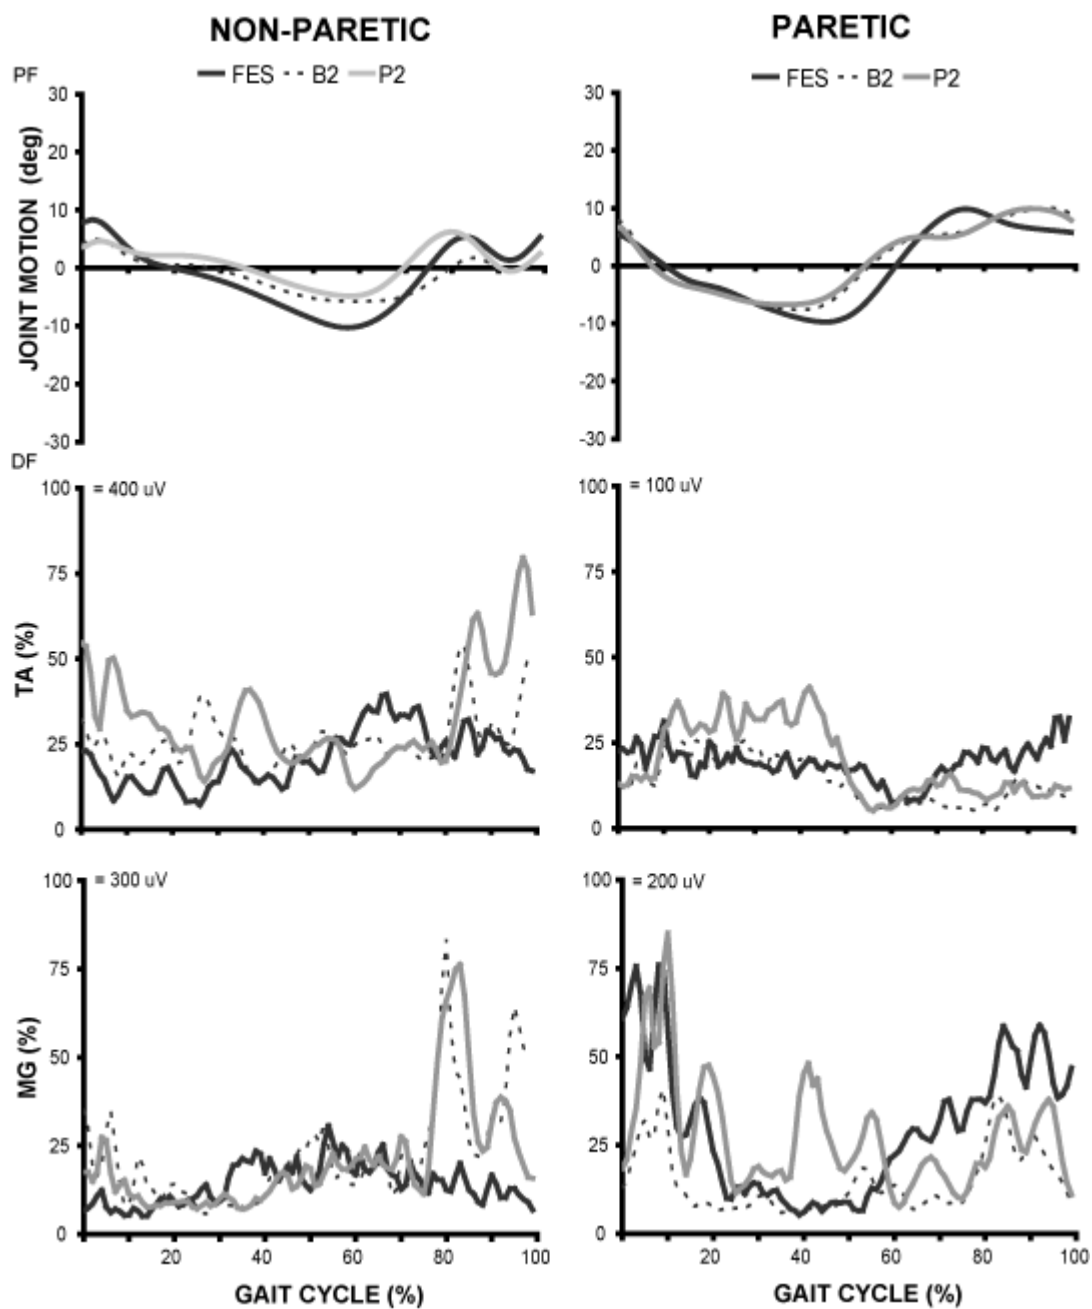 NON-PARETIC
PARETIC
FES B2 P2
FES B2 P2
PF
30
20
10
0
-10
-20
-30
JOINT MOTION (deg)
DF
30
20
10
0
-10
-20
-30
100
= 400 uV
75
50
25
0
TA (%)
100
= 100 uV
75
50
25
0
100
= 300 uV
75
50
25
0
MG (%)
20 40 60 80 100
GAIT CYCLE (%)
100
= 200 uV
75
50
25
0
20 40 60 80 100
GAIT CYCLE (%)